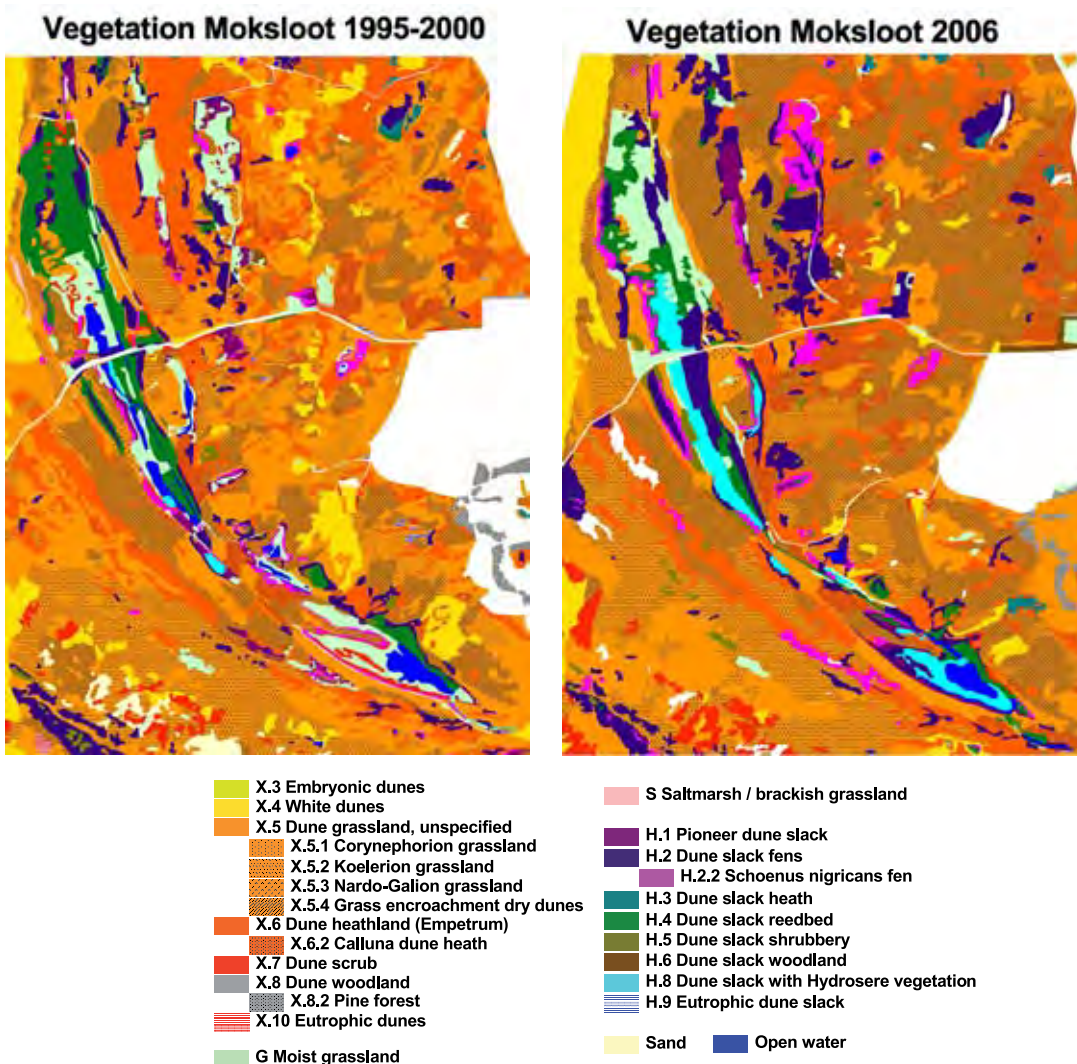 Vegetation Moksloot 1995-2000
Vegetation Moksloot 2006
X.3 Embryonic dunes
X.4 White dunes
X.5 Dune grassland, unspecified
X.5.1 Corynephorion grassland
X.5.2 Koelerion grassland
X.5.3 Nardo-Galion grassland
X.5.4 Grass encroachment dry dunes
X.6 Dune heathland (Empetrum)
X.6.2 Calluna dune heath
X.7 Dune scrub
X.8 Dune woodland
X.8.2 Pine forest
X.10 Eutrophic dunes
G Moist grassland
S Saltmarsh / brackish grassland
H.1 Pioneer dune slack
H.2 Dune slack fens
H.2.2 Schoenus nigricans fen
H.3 Dune slack heath
H.4 Dune slack reedbed
H.5 Dune slack shrubbery
H.6 Dune slack woodland
H.8 Dune slack with Hydrosere vegetation
H.9 Eutrophic dune slack
Sand
Open water